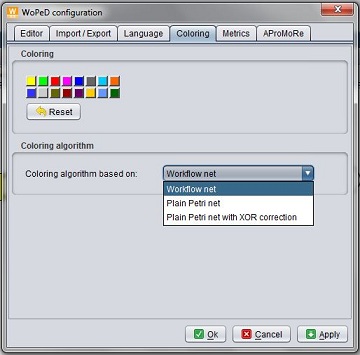 WoPeD configuration
Editor Import / Export Language Coloring Metrics AProMoRe
Coloring
Reset
Coloring algorithm
Coloring algorithm based on: Workflow net
Workflow net
Plain Petri net
Plain Petri net with XOR correction
Ok Cancel Apply